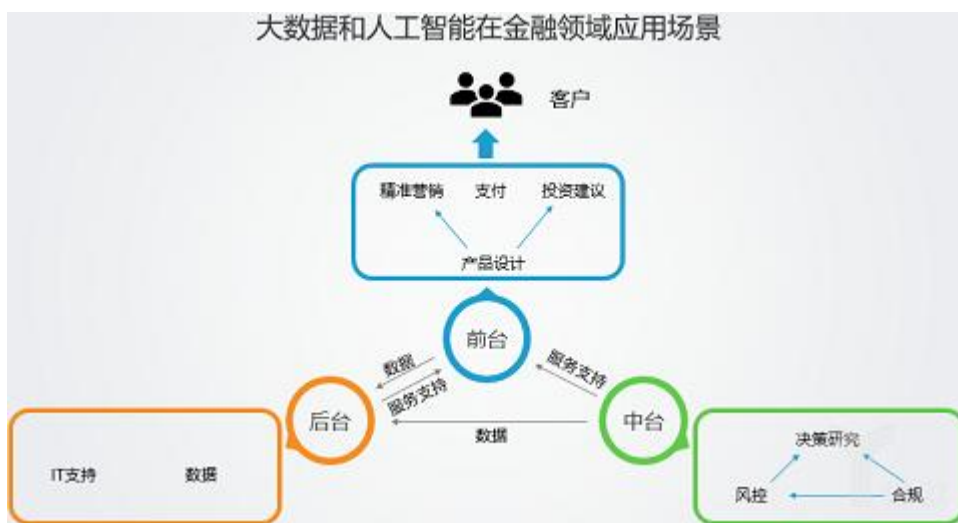 大数据和人工智能在金融领域应用场景
客户
精准营销 支付 投资建议
产品设计
前台
数据
服务支持
服务支持
后台
数据
中台
IT支持 数据
决策研究
风控 合规